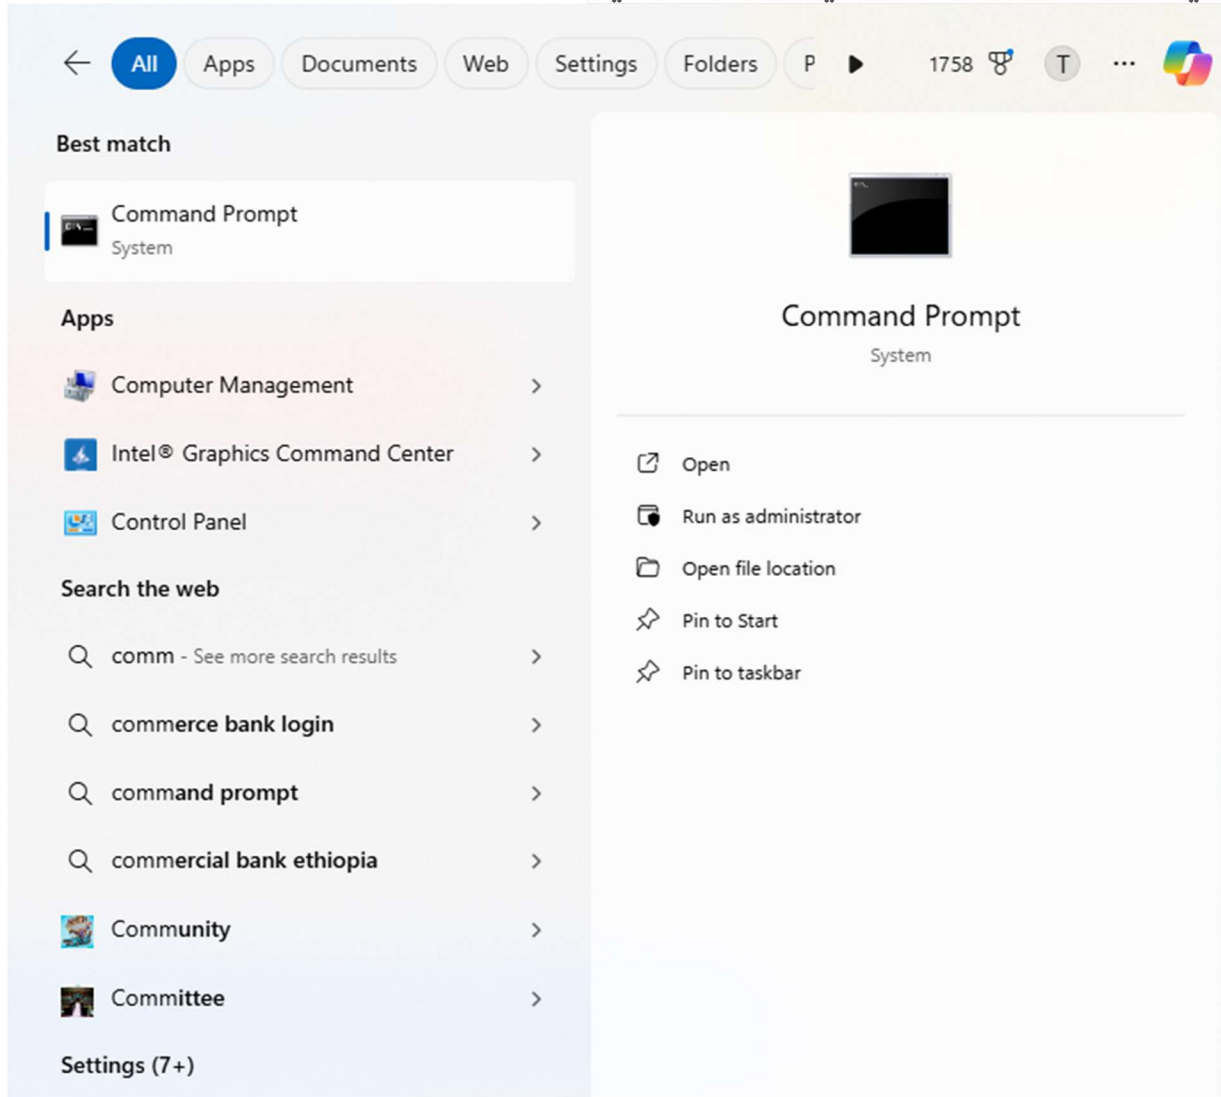 All Apps Documents Web Settings Folders P 1758 T ...
Best match
Command Prompt
System
Apps
Computer Management
Intel® Graphics Command Center
Control Panel
Search the web
comm - See more search results
commerce bank login
command prompt
commercial bank ethiopia
Community
Committee
Settings (7+)
Command Prompt
System
Open
Run as administrator
Open file location
Pin to Start
Pin to taskbar